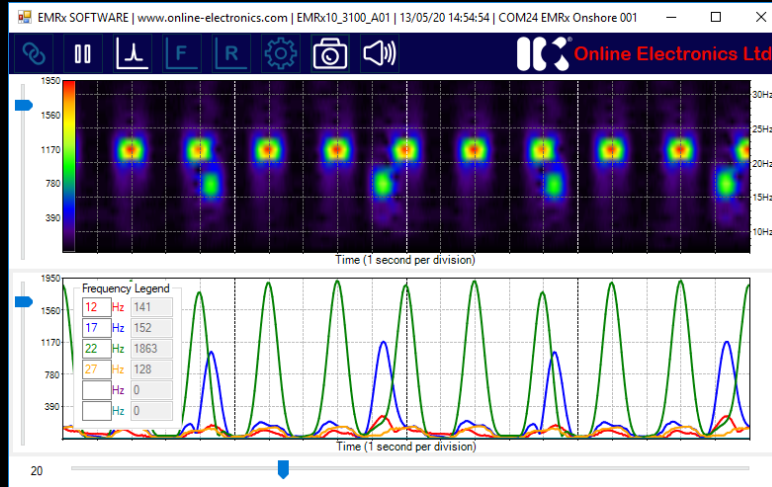 EMRx SOFTWARE | www.online-electronics.com | EMRx10_3100_A01 | 13/05/20 14:54:54 | COM24 EMRx Onshore 001
F R Online Electronics Ltd
1950
1560
1170
780
390
30Hz
25Hz
20Hz
15Hz
10Hz
Time (1 second per division)
1950
1560
1170
780
390
Frequency Legend
12 Hz 141
17 Hz 152
22 Hz 1863
27 Hz 128
Hz 0
Hz 0
Time (1 second per division)
20